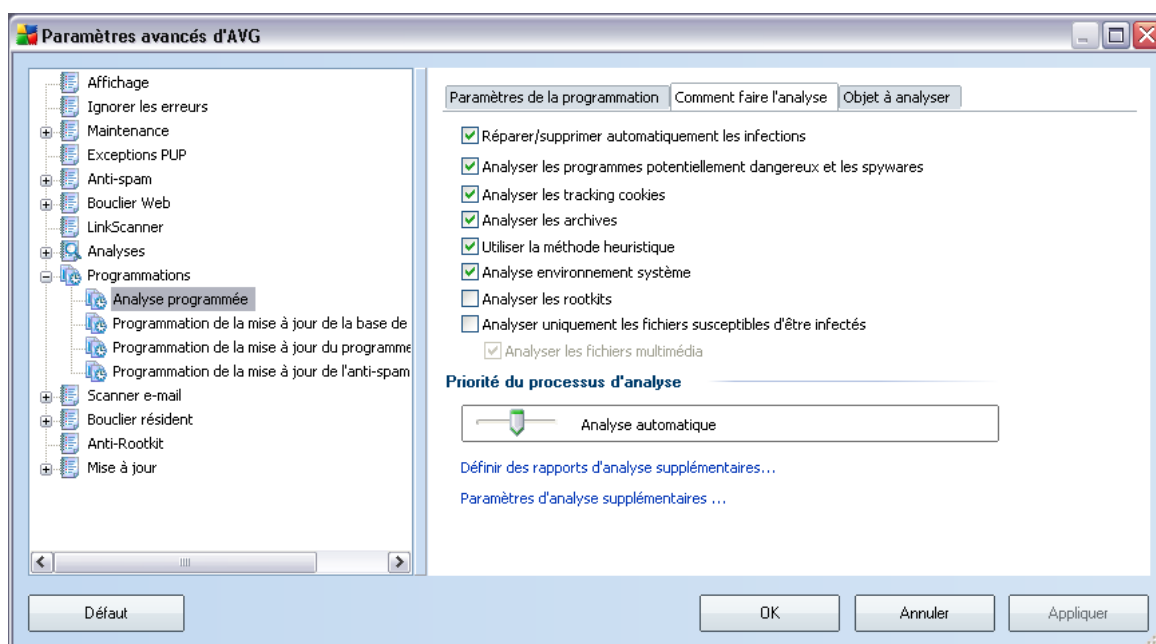 Paramètres avancés d'AVG
Affichage
Ignorer les erreurs
Maintenance
Exceptions PUP
Anti-spam
Bouclier Web
LinkScanner
Analyses
Programmations
Analyse programmée
Programmation de la mise à jour de la base de
Programmation de la mise à jour du programme
Programmation de la mise à jour de l'anti-spam
Scanner e-mail
Bouclier résident
Anti-Rootkit
Mise à jour
Paramètres de la programmation Comment faire l'analyse Objet à analyser
Réparer/supprimer automatiquement les infections
Analyser les programmes potentiellement dangereux et les spywares
Analyser les tracking cookies
Analyser les archives
Utiliser la méthode heuristique
Analyse environnement système
Analyser les rootkits
Analyser uniquement les fichiers susceptibles d'être infectés
Analyser les fichiers multimédia
Priorité du processus d'analyse
Analyse automatique
Définir des rapports d'analyse supplémentaires...
Paramètres d'analyse supplémentaires ...
Défaut OK Annuler Appliquer